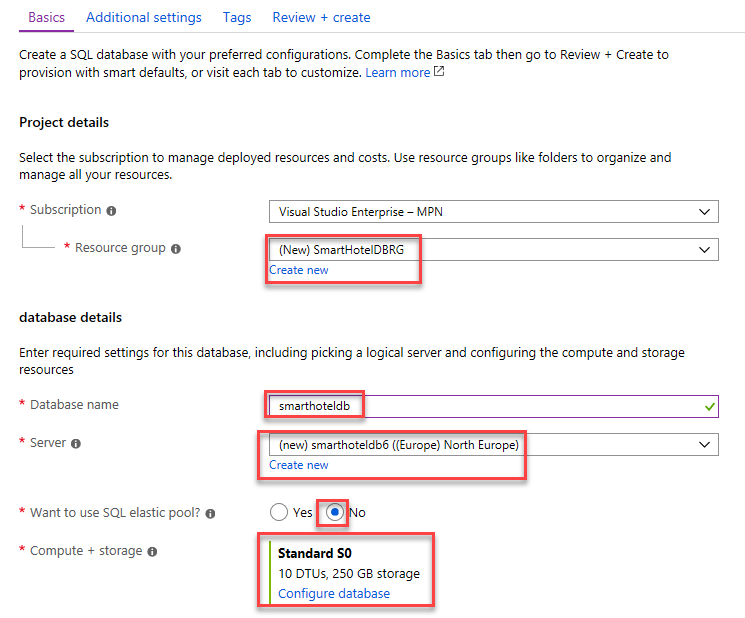 Basics Additional settings Tags Review + create
Create a SQL database with your preferred configurations. Complete the Basics tab then go to Review + Create to
provision with smart defaults, or visit each tab to customize. Learn more
Project details
Select the subscription to manage deployed resources and costs. Use resource groups like folders to organize and
manage all your resources.
* Subscription
Visual Studio Enterprise – MPN
* Resource group
(New) SmartHotelDBRG
Create new
database details
Enter required settings for this database, including picking a logical server and configuring the compute and storage
resources
* Database name
smarthoteldb
* Server
(new) smarthoteldb6 ((Europe) North Europe)
Create new
* Want to use SQL elastic pool?
Yes No
* Compute + storage
Standard S0
10 DTUs, 250 GB storage
Configure database